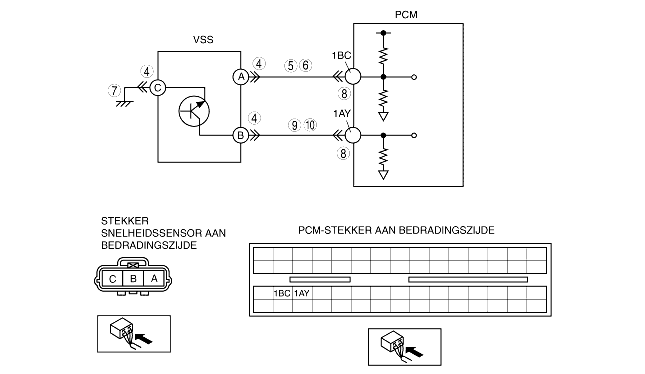 PCM
VSS
1BC
4
5 6
A
4
7
C
8
1AY
4
9 10
B
8
STEKKER
SNELHEIDSSENSOR AAN
BEDRADINGSZIJDE
PCM-STEKKER AAN BEDRADINGSZIJDE
C B A
1BC 1AY